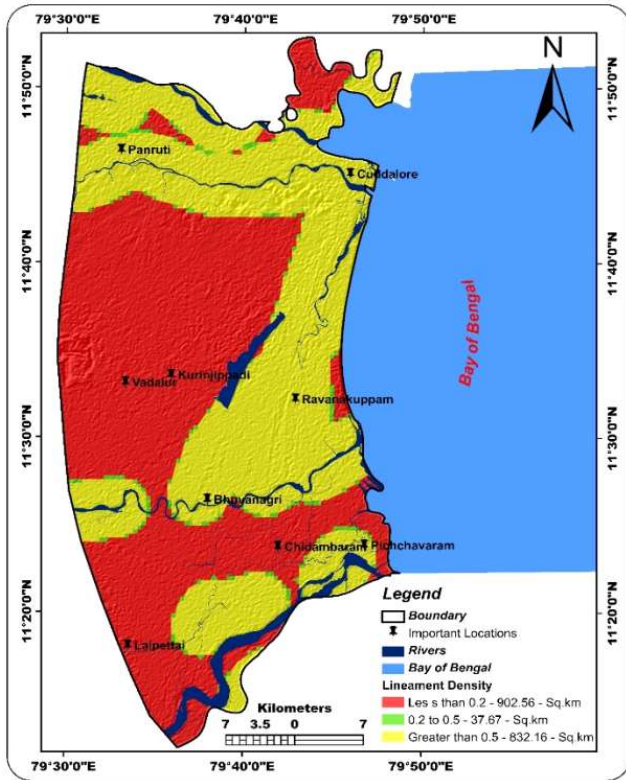 79°30'0"E 79°40'0"E 79°50'0"E
N
11°50'0"N 11°50'0"N
Panruti
Cuddalore
11°40'0"N 11°40'0"N
Bay of Bengal
Kurinjippadi
Vadalur
Ravanakuppam
11°30'0"N 11°30'0"N
Bhuvanagri
Chidambaram Pichchavaram
11°20'0"N 11°20'0"N
Lalpettai
Legend
Boundary
Important Locations
Rivers
Bay of Bengal
Lineament Density
Les s than 0.2 - 902.56 - Sq.km
0.2 to 0.5 - 37.67 - Sq.km
Greater than 0.5 - 832.16 - Sq.km
Kilometers
7 3.5 0 7
79°30'0"E 79°40'0"E 79°50'0"E